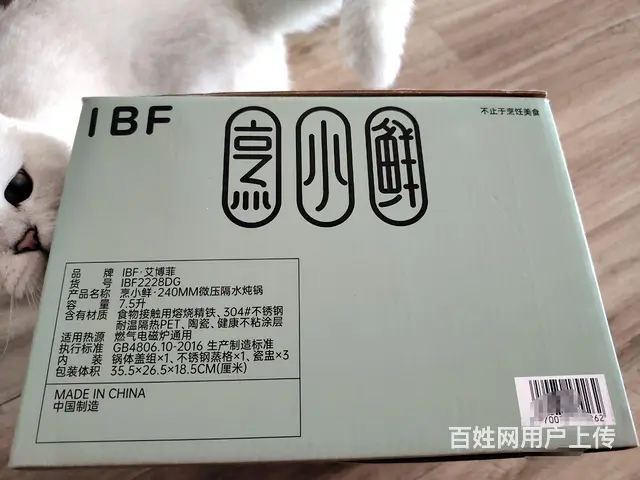 IBF
烹小鲜
不止于烹饪美食
品 牌 IBF·艾博菲
货 号 IBF2228DG
产品名称 烹小鲜·240MM微压隔水炖锅
容 量 7.5升
含有材质 食物接触用熔烧精铁、304#不锈钢
耐温隔热PET、陶瓷、健康不粘涂层
适用热源 燃气电磁炉通用
执行标准 GB4806.10-2016 生产制造标准
内 装 锅体盖组×1、不锈钢蒸格×1、瓷盅×3
包装体积 35.5×26.5×18.5CM(厘米)
MADE IN CHINA
中国制造
百姓网用户上传